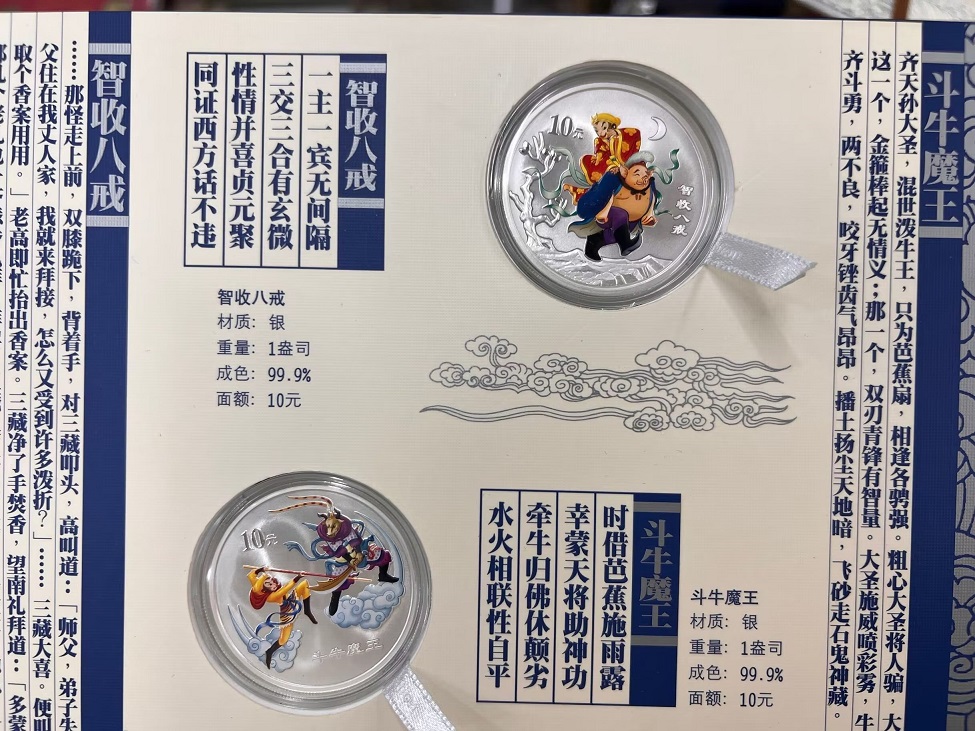 斗牛魔王
齐天孙大圣，混世泼牛王，只为芭蕉扇，相逢各骋强。粗心大圣将人骗，大
这一个，金箍棒起无情义；那一个，双刃青锋有智量。大圣施威喷彩雾，牛
齐斗勇，两不良，咬牙锉齿气昂昂。播土扬尘天地暗，飞砂走石鬼神藏。
10元
智收八戒
智收八戒
一主一宾无间隔
三交三合有玄微
性情并喜贞元聚
同证西方话不违
智收八戒
材质：银
重量：1盎司
成色：99.9%
面额：10元
10元
斗牛魔王
斗牛魔王
时借芭蕉施雨露
幸蒙天将助神功
牵牛归佛休颠劣
水火相联性自平
斗牛魔王
材质：银
重量：1盎司
成色：99.9%
面额：10元
智收八戒
……那怪走上前，双膝跪下，背着手，对三藏叩头，高叫道：「师父，弟子失
父住在我丈人家，我就来拜接，怎么又受到许多泼折？」……三藏大喜。便叫
取个香案用用。」老高即忙抬出香案。三藏净了手焚香，望南礼拜道：「多蒙